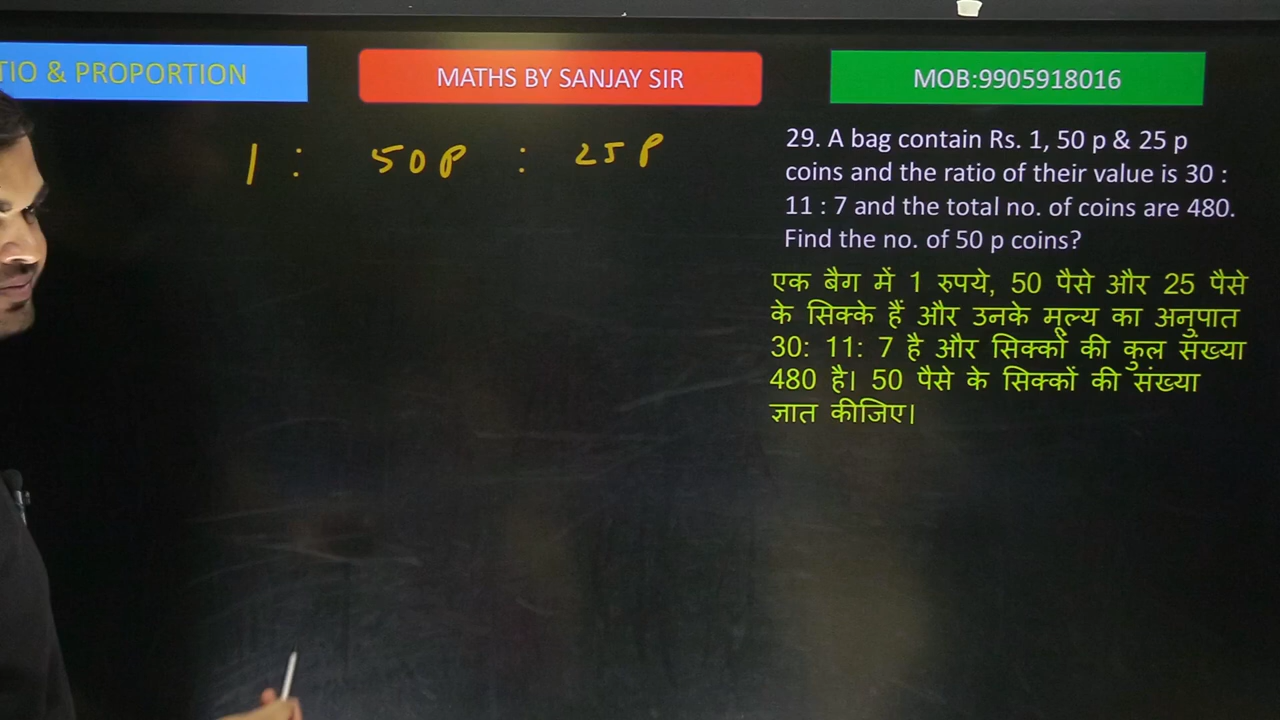 TIO & PROPORTION
MATHS BY SANJAY SIR
MOB:9905918016
1 : 50P : 25P
29. A bag contain Rs. 1, 50 p & 25 p
coins and the ratio of their value is 30 :
11 : 7 and the total no. of coins are 480.
Find the no. of 50 p coins?
एक बैग में 1 रुपये, 50 पैसे और 25 पैसे
के सिक्के हैं और उनके मूल्य का अनुपात
30: 11: 7 है और सिक्कों की कुल संख्या
480 है। 50 पैसे के सिक्कों की संख्या
ज्ञात कीजिए।